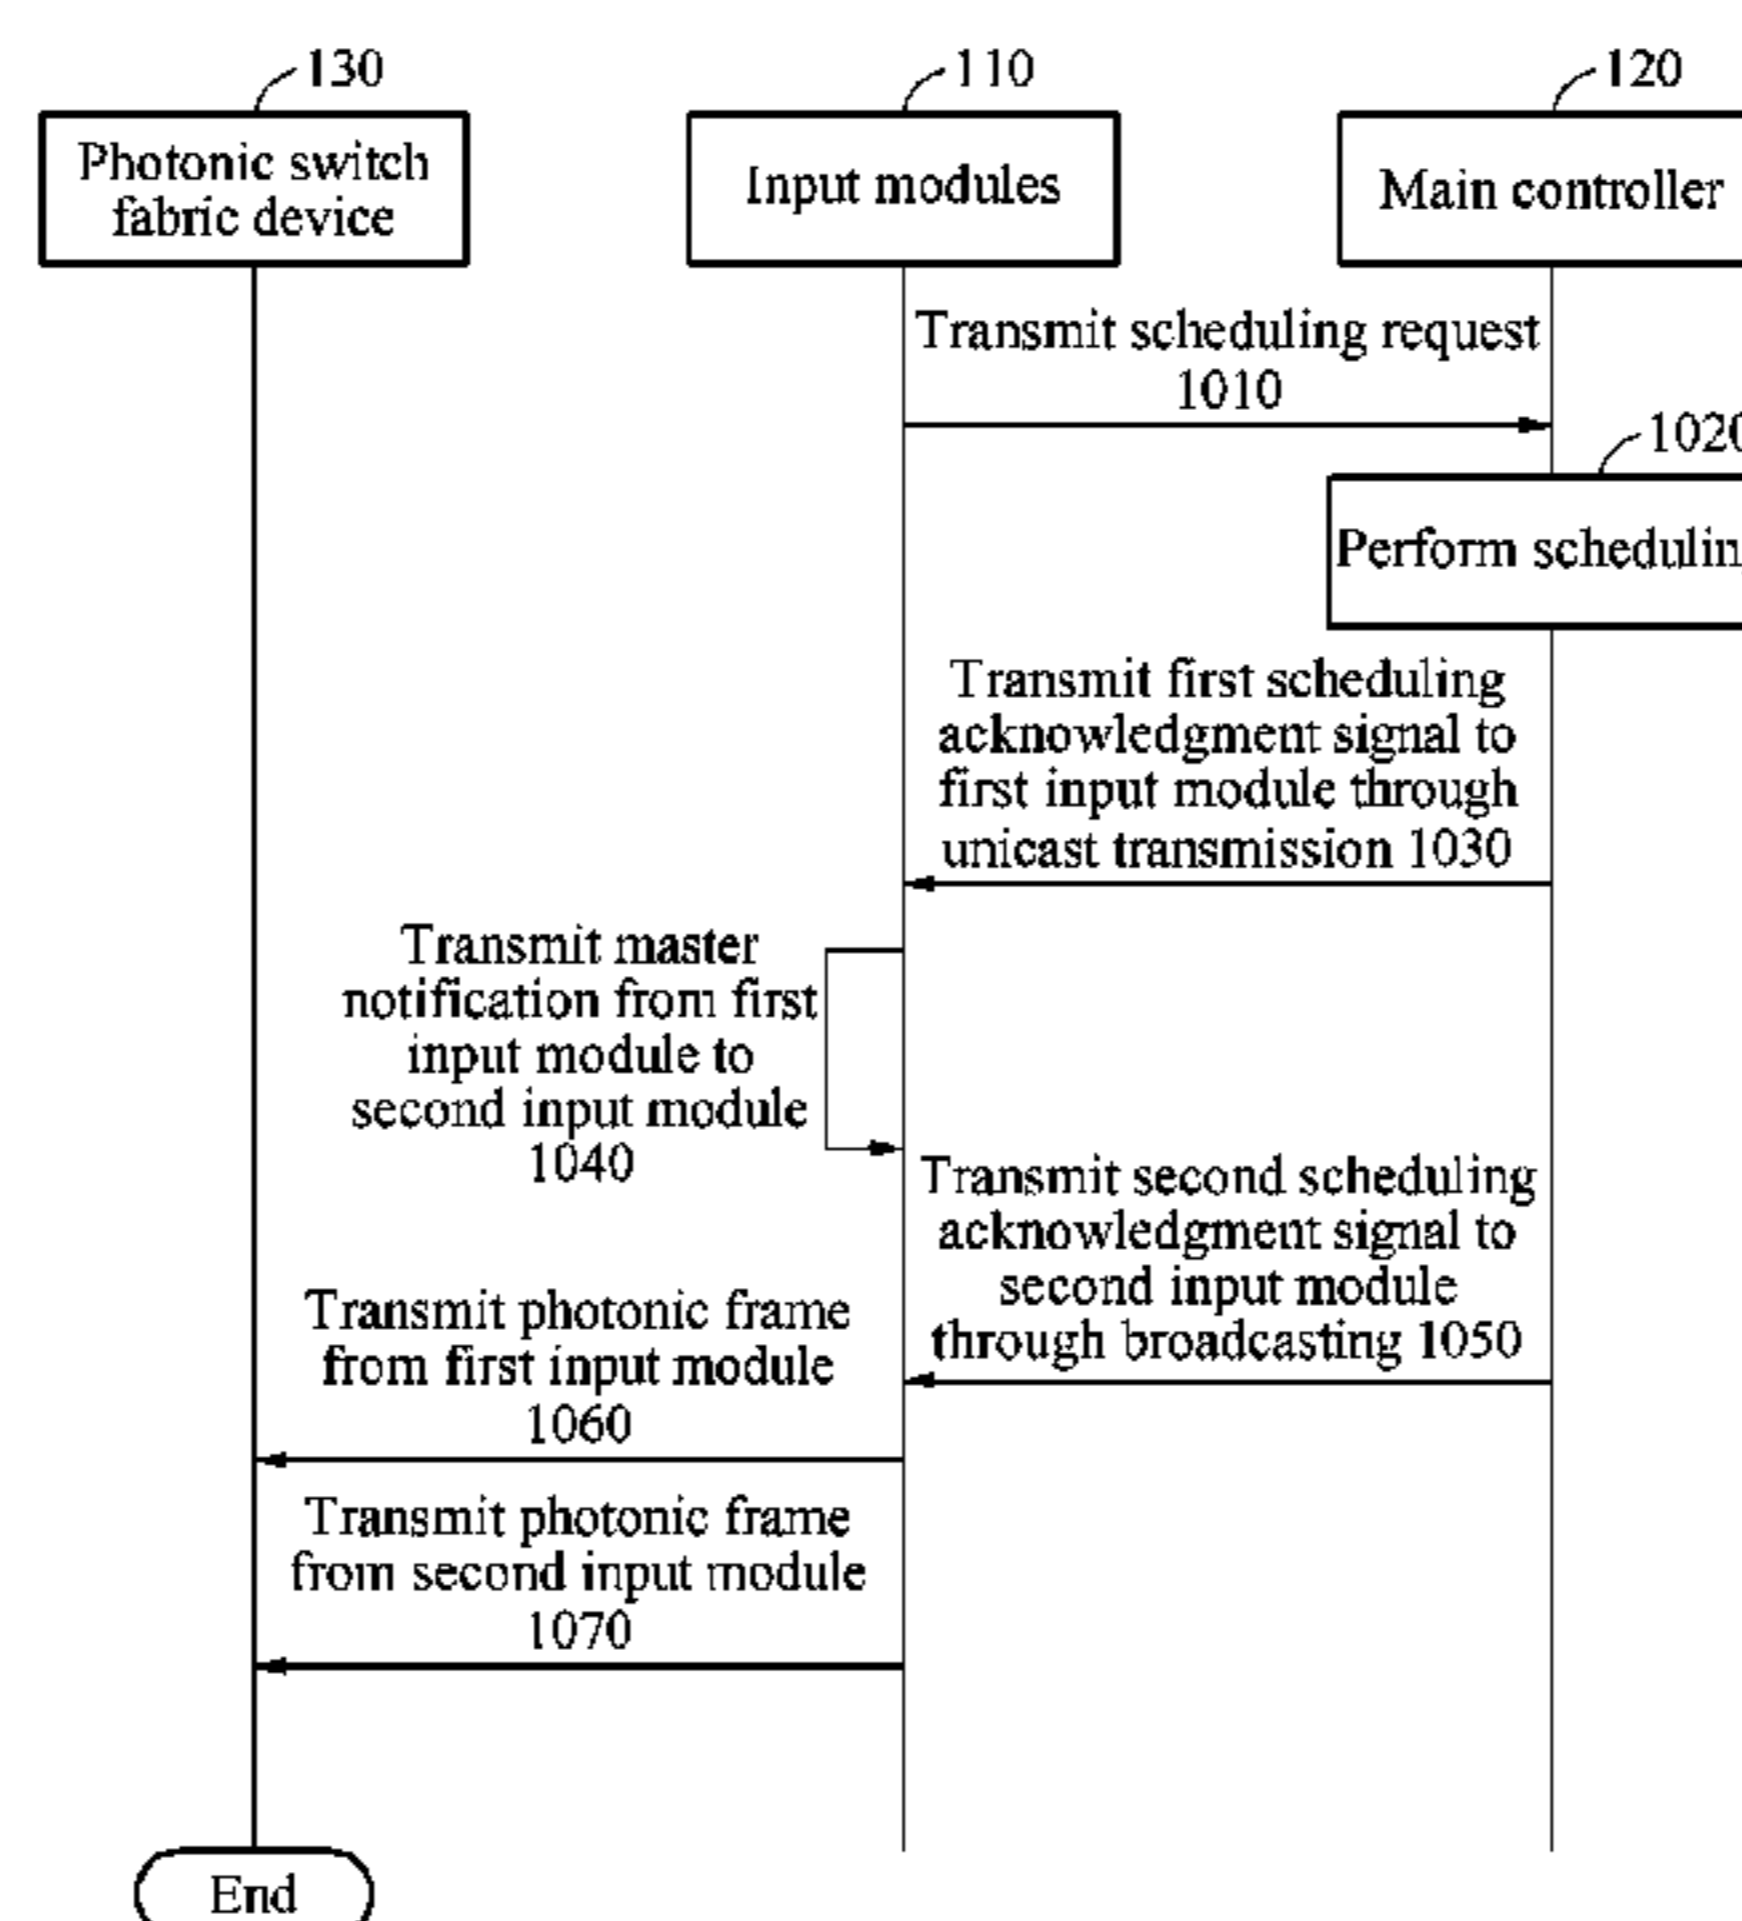 130
110
120
Photonic switch
fabric device
Input modules
Main controller
Transmit scheduling request
1010
1020
Perform schedulin
Transmit first scheduling
acknowledgment signal to
first input module through
unicast transmission 1030
Transmit master
notification from first
input module to
second input module
1040
Transmit second scheduling
acknowledgment signal to
second input module
through broadcasting 1050
Transmit photonic frame
from first input module
1060
Transmit photonic frame
from second input module
1070
End